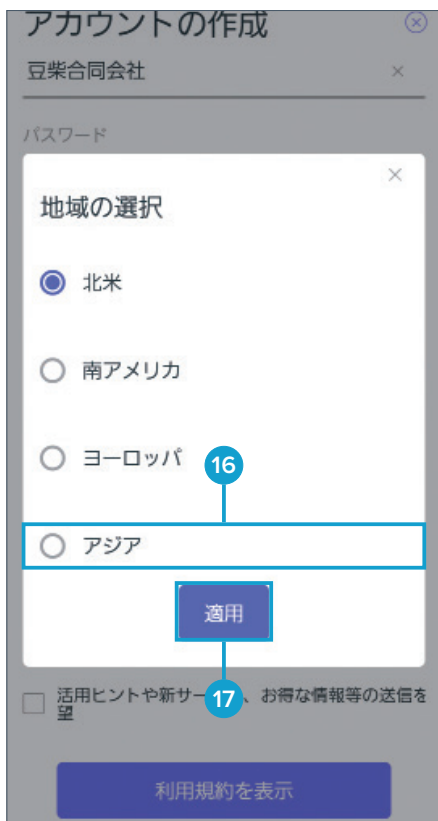 アカウントの作成
豆柴合同会社
パスワード
地域の選択
北米
南アメリカ
ヨーロッパ
16
アジア
適用
17
活用ヒントや新サー、お得な情報等の送信を
望
利用規約を表示